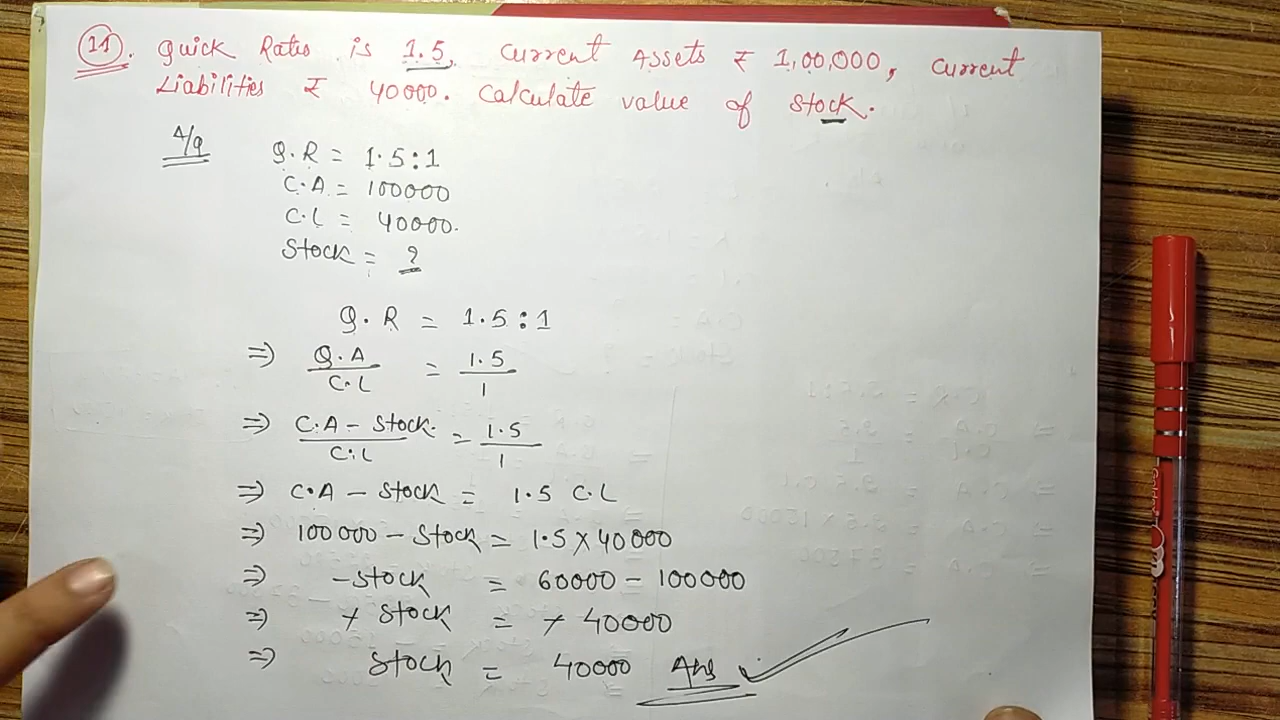 (11). Quick Ratio is 1.5, current Assets ₹ 1,00,000, current
Liabilities ₹ 40000. Calculate value of stock.
A/q
Q.R = 1.5:1
C.A = 100000
C.L = 40000.
Stock = ?
Q.R = 1.5:1
⇒ Q.A / C.L = 1.5 / 1
⇒ C.A - Stock / C.L = 1.5 / 1
⇒ C.A - Stock = 1.5 C.L
⇒ 100000 - Stock = 1.5 × 40000
⇒ - Stock = 60000 - 100000
⇒ + Stock = + 40000
⇒ Stock = 40000 Ans